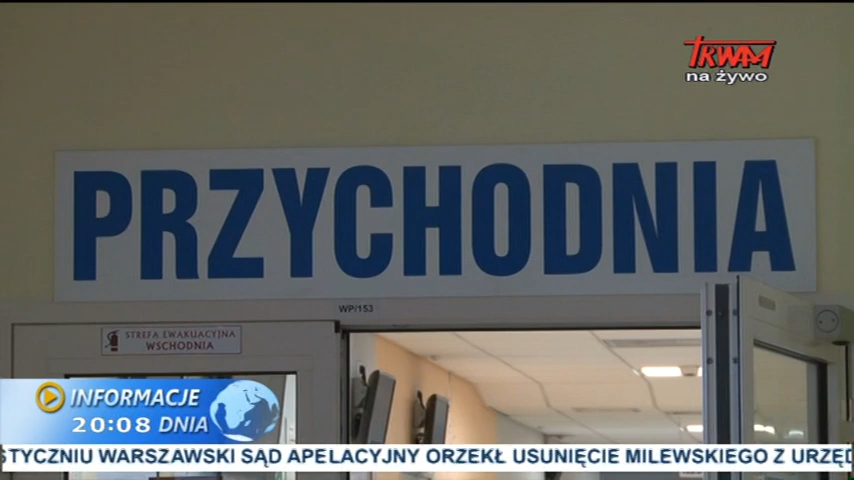 TRWAM
na żywo
PRZYCHODNIA
WP/153
STREFA EWAKUACYJNA
WSCHODNIA
INFORMACJE
20:08 DNIA
STYCZNIU WARSZAWSKI SĄD APELACYJNY ORZEKŁ USUNIĘCIE MILEWSKIEGO Z URZĘD